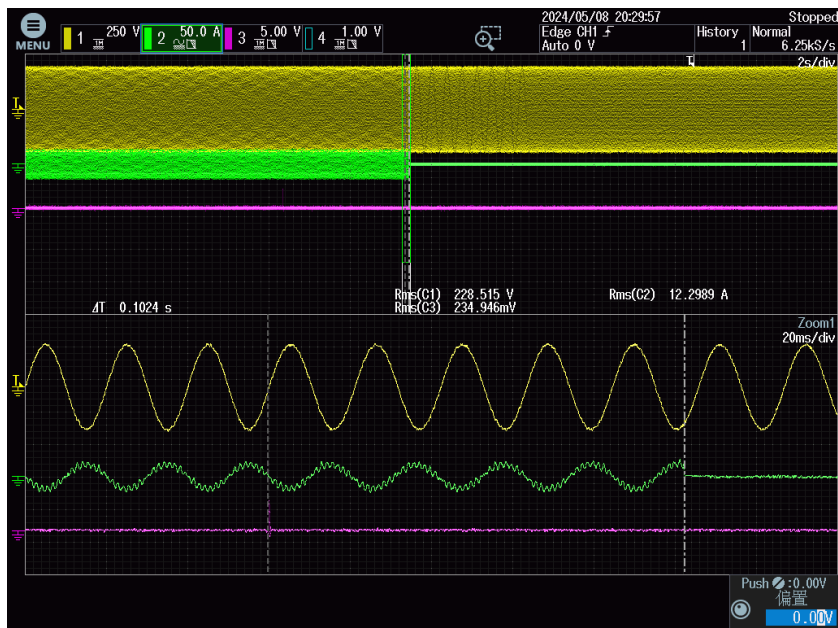 2024/05/08 20:29:57 Stopped
MENU 1 250 V 2 50.0 A 3 5.00 V 4 1.00 V Edge CH1 History Normal
Auto 0 V 1 6.25kS/s
T 2s/div
T
Rms(C1) 228.515 V Rms(C2) 12.2989 A
ΔT 0.1024 s Rms(C3) 234.946mV
Zoom1
20ms/div
T
Push :0.00V
偏置
0.00V